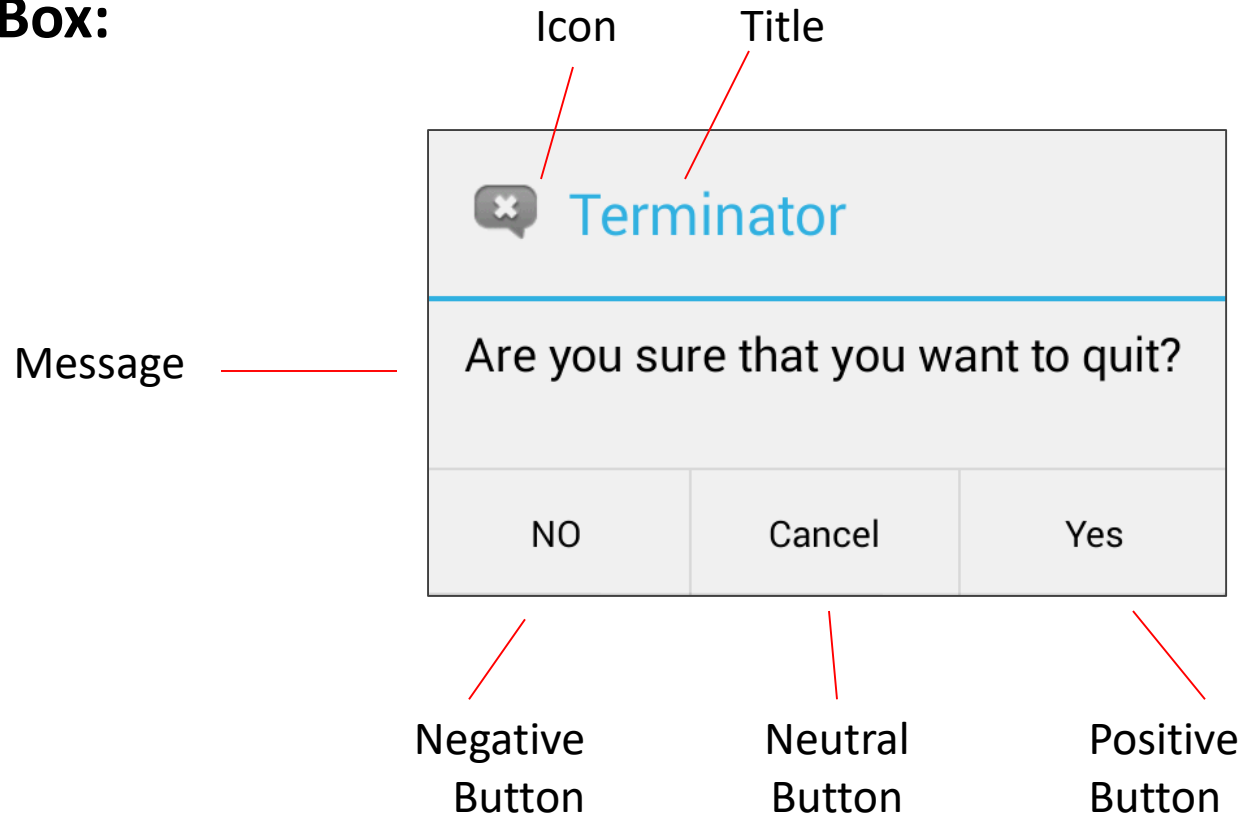 Box:
Icon Title
Terminator
Message
Are you sure that you want to quit?
NO Cancel Yes
Negative Neutral Positive
Button Button Button